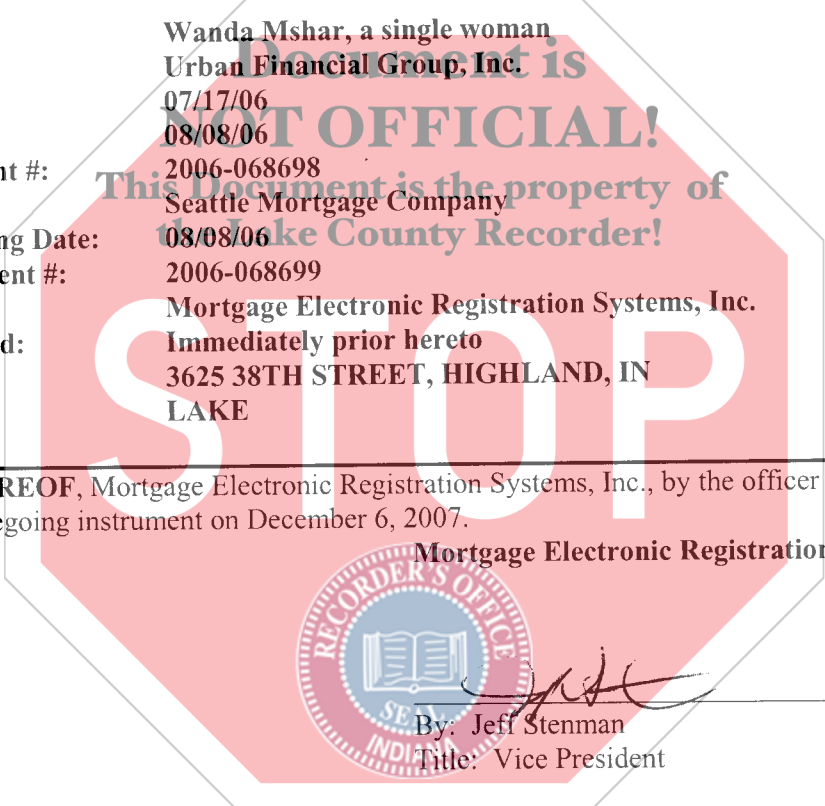 Wanda Mshar, a single woman
Document is
Urban Financial Group, Inc.
07/17/06
NOT OFFICIAL!
08/08/06
nt #: 2006-068698
This Document is the property of
Seattle Mortgage Company
the Lake County Recorder!
ng Date: 08/08/06
ent #: 2006-068699
Mortgage Electronic Registration Systems, Inc.
d: Immediately prior hereto
3625 38TH STREET, HIGHLAND, IN
LAKE
STOP
REOF, Mortgage Electronic Registration Systems, Inc., by the officer
egoing instrument on December 6, 2007.
Mortgage Electronic Registration
RECORDER'S OFFICE
SEAL
INDIANA
By: Jeff Stenman
Title: Vice President